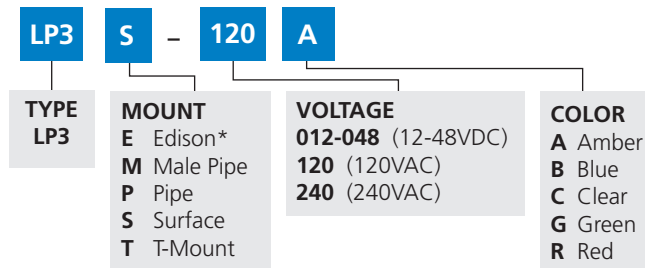 LP3 S – 120 A
TYPE
LP3
MOUNT
E Edison*
M Male Pipe
P Pipe
S Surface
T T-Mount
VOLTAGE
012-048 (12-48VDC)
120 (120VAC)
240 (240VAC)
COLOR
A Amber
B Blue
C Clear
G Green
R Red